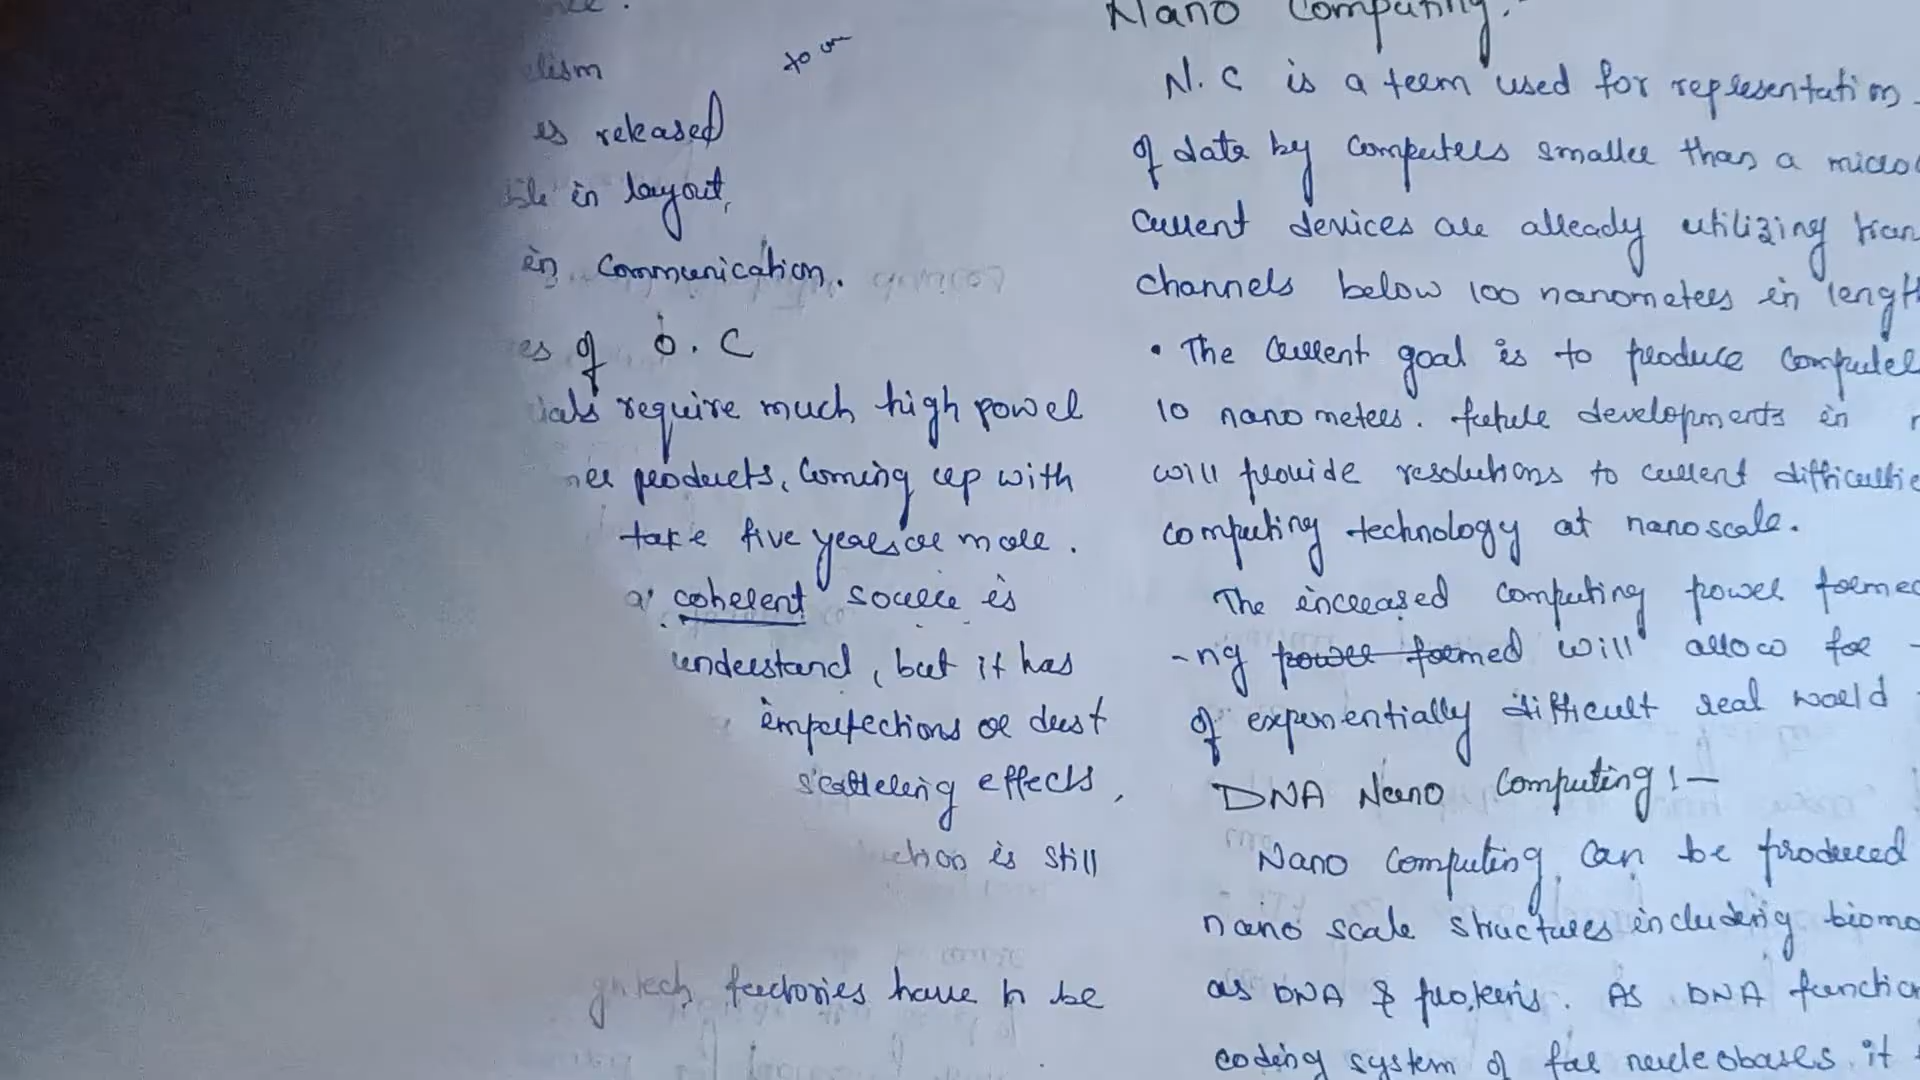 es released
in layout,
in communication.
es of O. C
require much high power
products, coming up with
take five years or more.
coherent source is
understand, but it has
imperfections or dust
scattering effects,
is still
factories have to be
Nano Computing.
N. C is a term used for representation
of data by computers smaller than a micro
Current devices are already utilizing tran
channels below 100 nanometers in lengt
• The current goal is to produce computer
10 nano meters. future developments in
will provide resolutions to current difficultie
computing technology at nanoscale.
The increased computing power forme
-ng power formed will allow for
of exponentially difficult real world
DNA Nano Computing:-
Nano Computing can be produced
nano scale structures including biomo
as DNA & proteins. As DNA functio
coding system of four nucleobases it